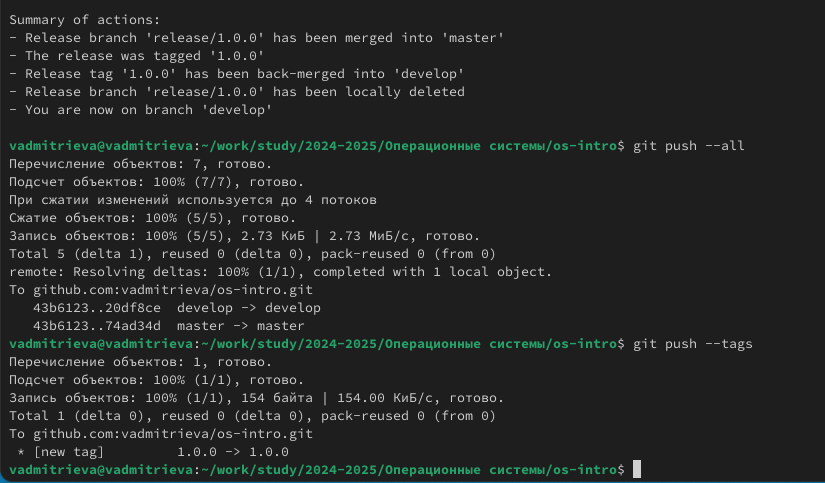 Summary of actions:
- Release branch 'release/1.0.0' has been merged into 'master'
- The release was tagged '1.0.0'
- Release tag '1.0.0' has been back-merged into 'develop'
- Release branch 'release/1.0.0' has been locally deleted
- You are now on branch 'develop'
vadmitrieva@vadmitrieva:~/work/study/2024-2025/Операционные системы/os-intro$ git push --all
Перечисление объектов: 7, готово.
Подсчет объектов: 100% (7/7), готово.
При сжатии изменений используется до 4 потоков
Сжатие объектов: 100% (5/5), готово.
Запись объектов: 100% (5/5), 2.73 КиБ | 2.73 МиБ/с, готово.
Total 5 (delta 1), reused 0 (delta 0), pack-reused 0 (from 0)
remote: Resolving deltas: 100% (1/1), completed with 1 local object.
To github.com:vadmitrieva/os-intro.git
   43b6123..20df8ce  develop -> develop
   43b6123..74ad34d  master -> master
vadmitrieva@vadmitrieva:~/work/study/2024-2025/Операционные системы/os-intro$ git push --tags
Перечисление объектов: 1, готово.
Подсчет объектов: 100% (1/1), готово.
Запись объектов: 100% (1/1), 154 байта | 154.00 КиБ/с, готово.
Total 1 (delta 0), reused 0 (delta 0), pack-reused 0 (from 0)
To github.com:vadmitrieva/os-intro.git
 * [new tag]         1.0.0 -> 1.0.0
vadmitrieva@vadmitrieva:~/work/study/2024-2025/Операционные системы/os-intro$